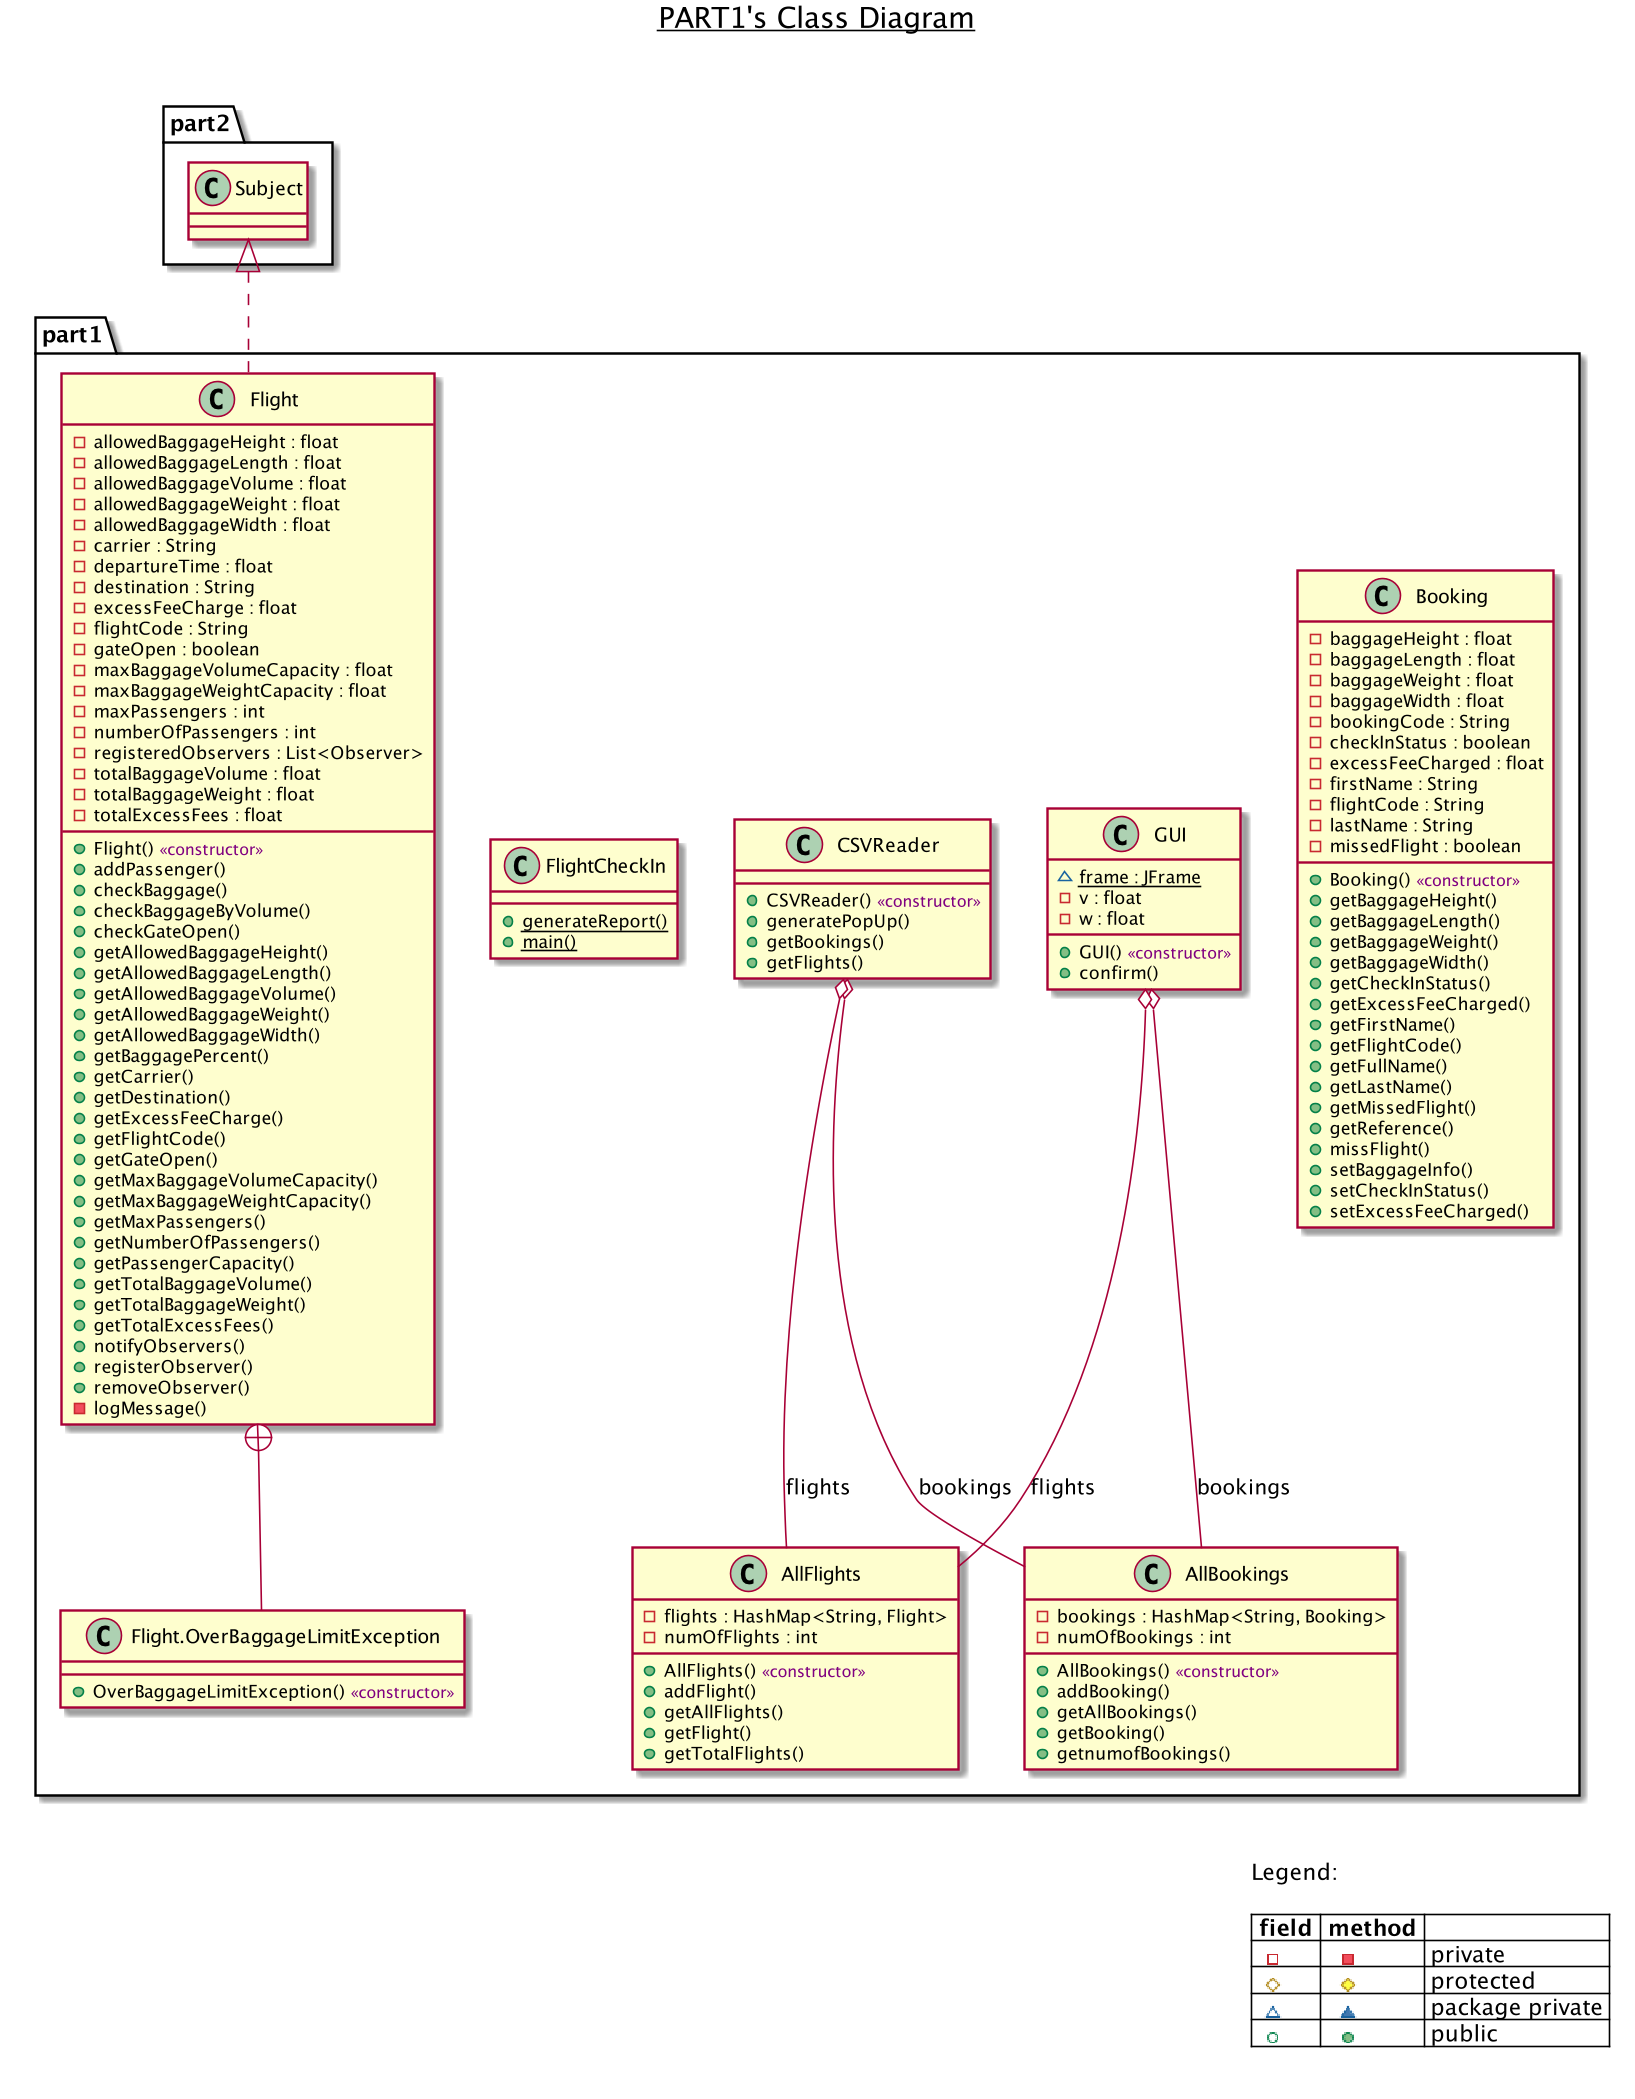 PART1's Class Diagram
part2
C Subject
part1
C Flight
allowedBaggageHeight : float
allowedBaggageLength : float
allowedBaggageVolume : float
allowedBaggageWeight : float
allowedBaggageWidth : float
carrier : String
departureTime : float
destination : String
excessFeeCharge : float
flightCode : String
gateOpen : boolean
maxBaggageVolumeCapacity : float
maxBaggageWeightCapacity : float
maxPassengers : int
numberOfPassengers : int
registeredObservers : List<Observer>
totalBaggageVolume : float
totalBaggageWeight : float
totalExcessFees : float
Flight() «constructor»
addPassenger()
checkBaggage()
checkBaggageByVolume()
checkGateOpen()
getAllowedBaggageHeight()
getAllowedBaggageLength()
getAllowedBaggageVolume()
getAllowedBaggageWeight()
getAllowedBaggageWidth()
getBaggagePercent()
getCarrier()
getDestination()
getExcessFeeCharge()
getFlightCode()
getGateOpen()
getMaxBaggageVolumeCapacity()
getMaxBaggageWeightCapacity()
getMaxPassengers()
getNumberOfPassengers()
getPassengerCapacity()
getTotalBaggageVolume()
getTotalBaggageWeight()
getTotalExcessFees()
notifyObservers()
registerObserver()
removeObserver()
logMessage()
C FlightCheckIn
generateReport()
main()
C CSVReader
CSVReader() «constructor»
generatePopUp()
getBookings()
getFlights()
C GUI
frame : JFrame
v : float
w : float
GUI() «constructor»
confirm()
C Booking
baggageHeight : float
baggageLength : float
baggageWeight : float
baggageWidth : float
bookingCode : String
checkInStatus : boolean
excessFeeCharged : float
firstName : String
flightCode : String
lastName : String
missedFlight : boolean
Booking() «constructor»
getBaggageHeight()
getBaggageLength()
getBaggageWeight()
getBaggageWidth()
getCheckInStatus()
getExcessFeeCharged()
getFirstName()
getFlightCode()
getFullName()
getLastName()
getMissedFlight()
getReference()
missFlight()
setBaggageInfo()
setCheckInStatus()
setExcessFeeCharged()
flights
bookings
flights
bookings
C Flight.OverBaggageLimitException
OverBaggageLimitException() «constructor»
C AllFlights
flights : HashMap<String, Flight>
numOfFlights : int
AllFlights() «constructor»
addFlight()
getAllFlights()
getFlight()
getTotalFlights()
C AllBookings
bookings : HashMap<String, Booking>
numOfBookings : int
AllBookings() «constructor»
addBooking()
getAllBookings()
getBooking()
getnumofBookings()
Legend:
field method
private
protected
package private
public